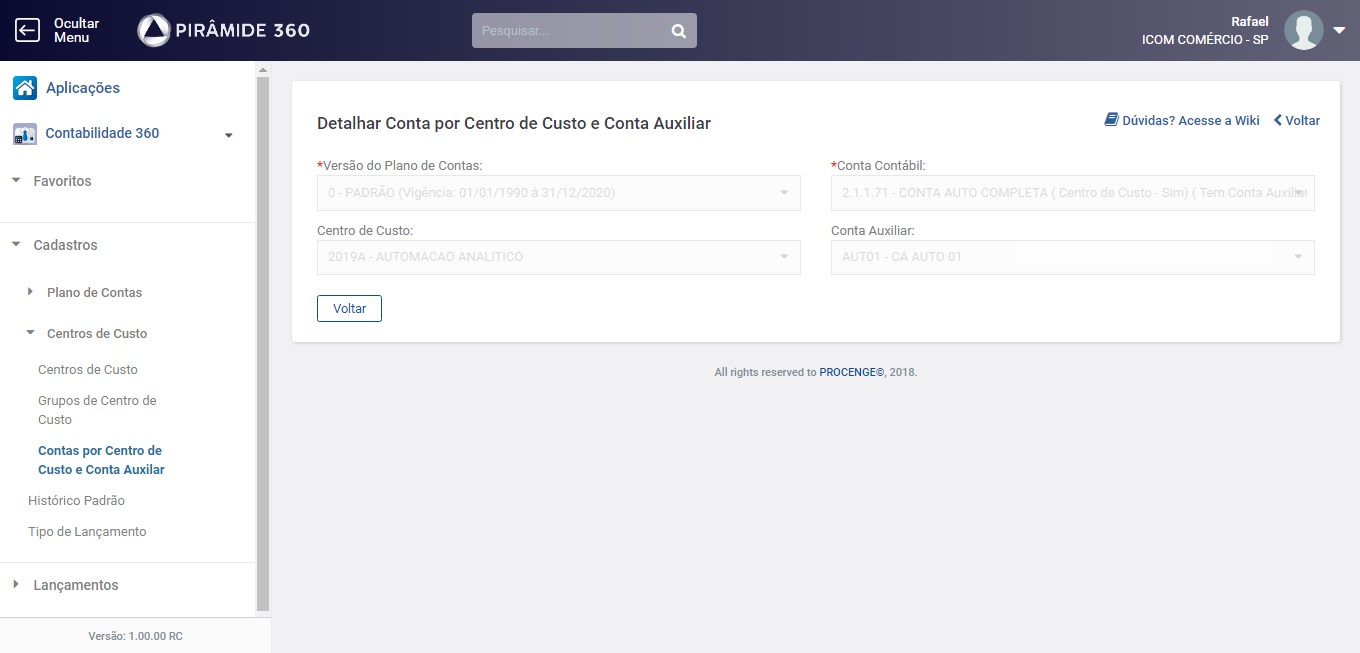 Ocultar
Menu
PIRÂMIDE 360
Pesquisar...
Rafael
ICOM COMÉRCIO - SP
Aplicações
Contabilidade 360
Favoritos
Cadastros
Plano de Contas
Centros de Custo
Centros de Custo
Grupos de Centro de
Custo
Contas por Centro de
Custo e Conta Auxilar
Histórico Padrão
Tipo de Lançamento
Lançamentos
Versão: 1.00.00 RC
Detalhar Conta por Centro de Custo e Conta Auxiliar
Dúvidas? Acesse a Wiki
Voltar
*Versão do Plano de Contas:
0 - PADRÃO (Vigência: 01/01/1990 à 31/12/2020)
*Conta Contábil:
2.1.1.71 - CONTA AUTO COMPLETA ( Centro de Custo - Sim) ( Tem Conta Auxiliar
Centro de Custo:
2019A - AUTOMACAO ANALITICO
Conta Auxiliar:
AUT01 - CA AUTO 01
Voltar
All rights reserved to PROCENGE©, 2018.